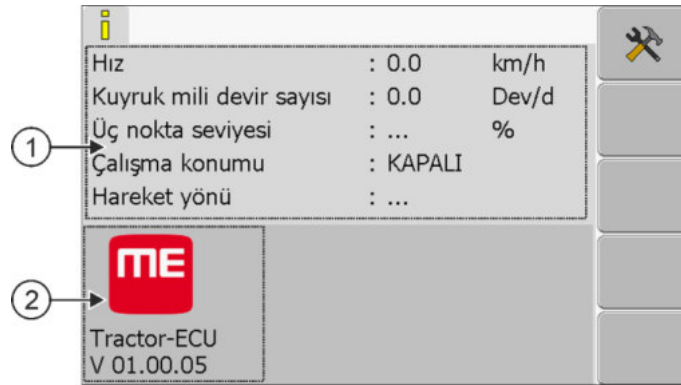 Hız : 0.0 km/h
Kuyruk mili devir sayısı : 0.0 Dev/d
Üç nokta seviyesi : ... %
Çalışma konumu : KAPALI
Hareket yönü : ...
1
ME
2
Tractor-ECU
V 01.00.05